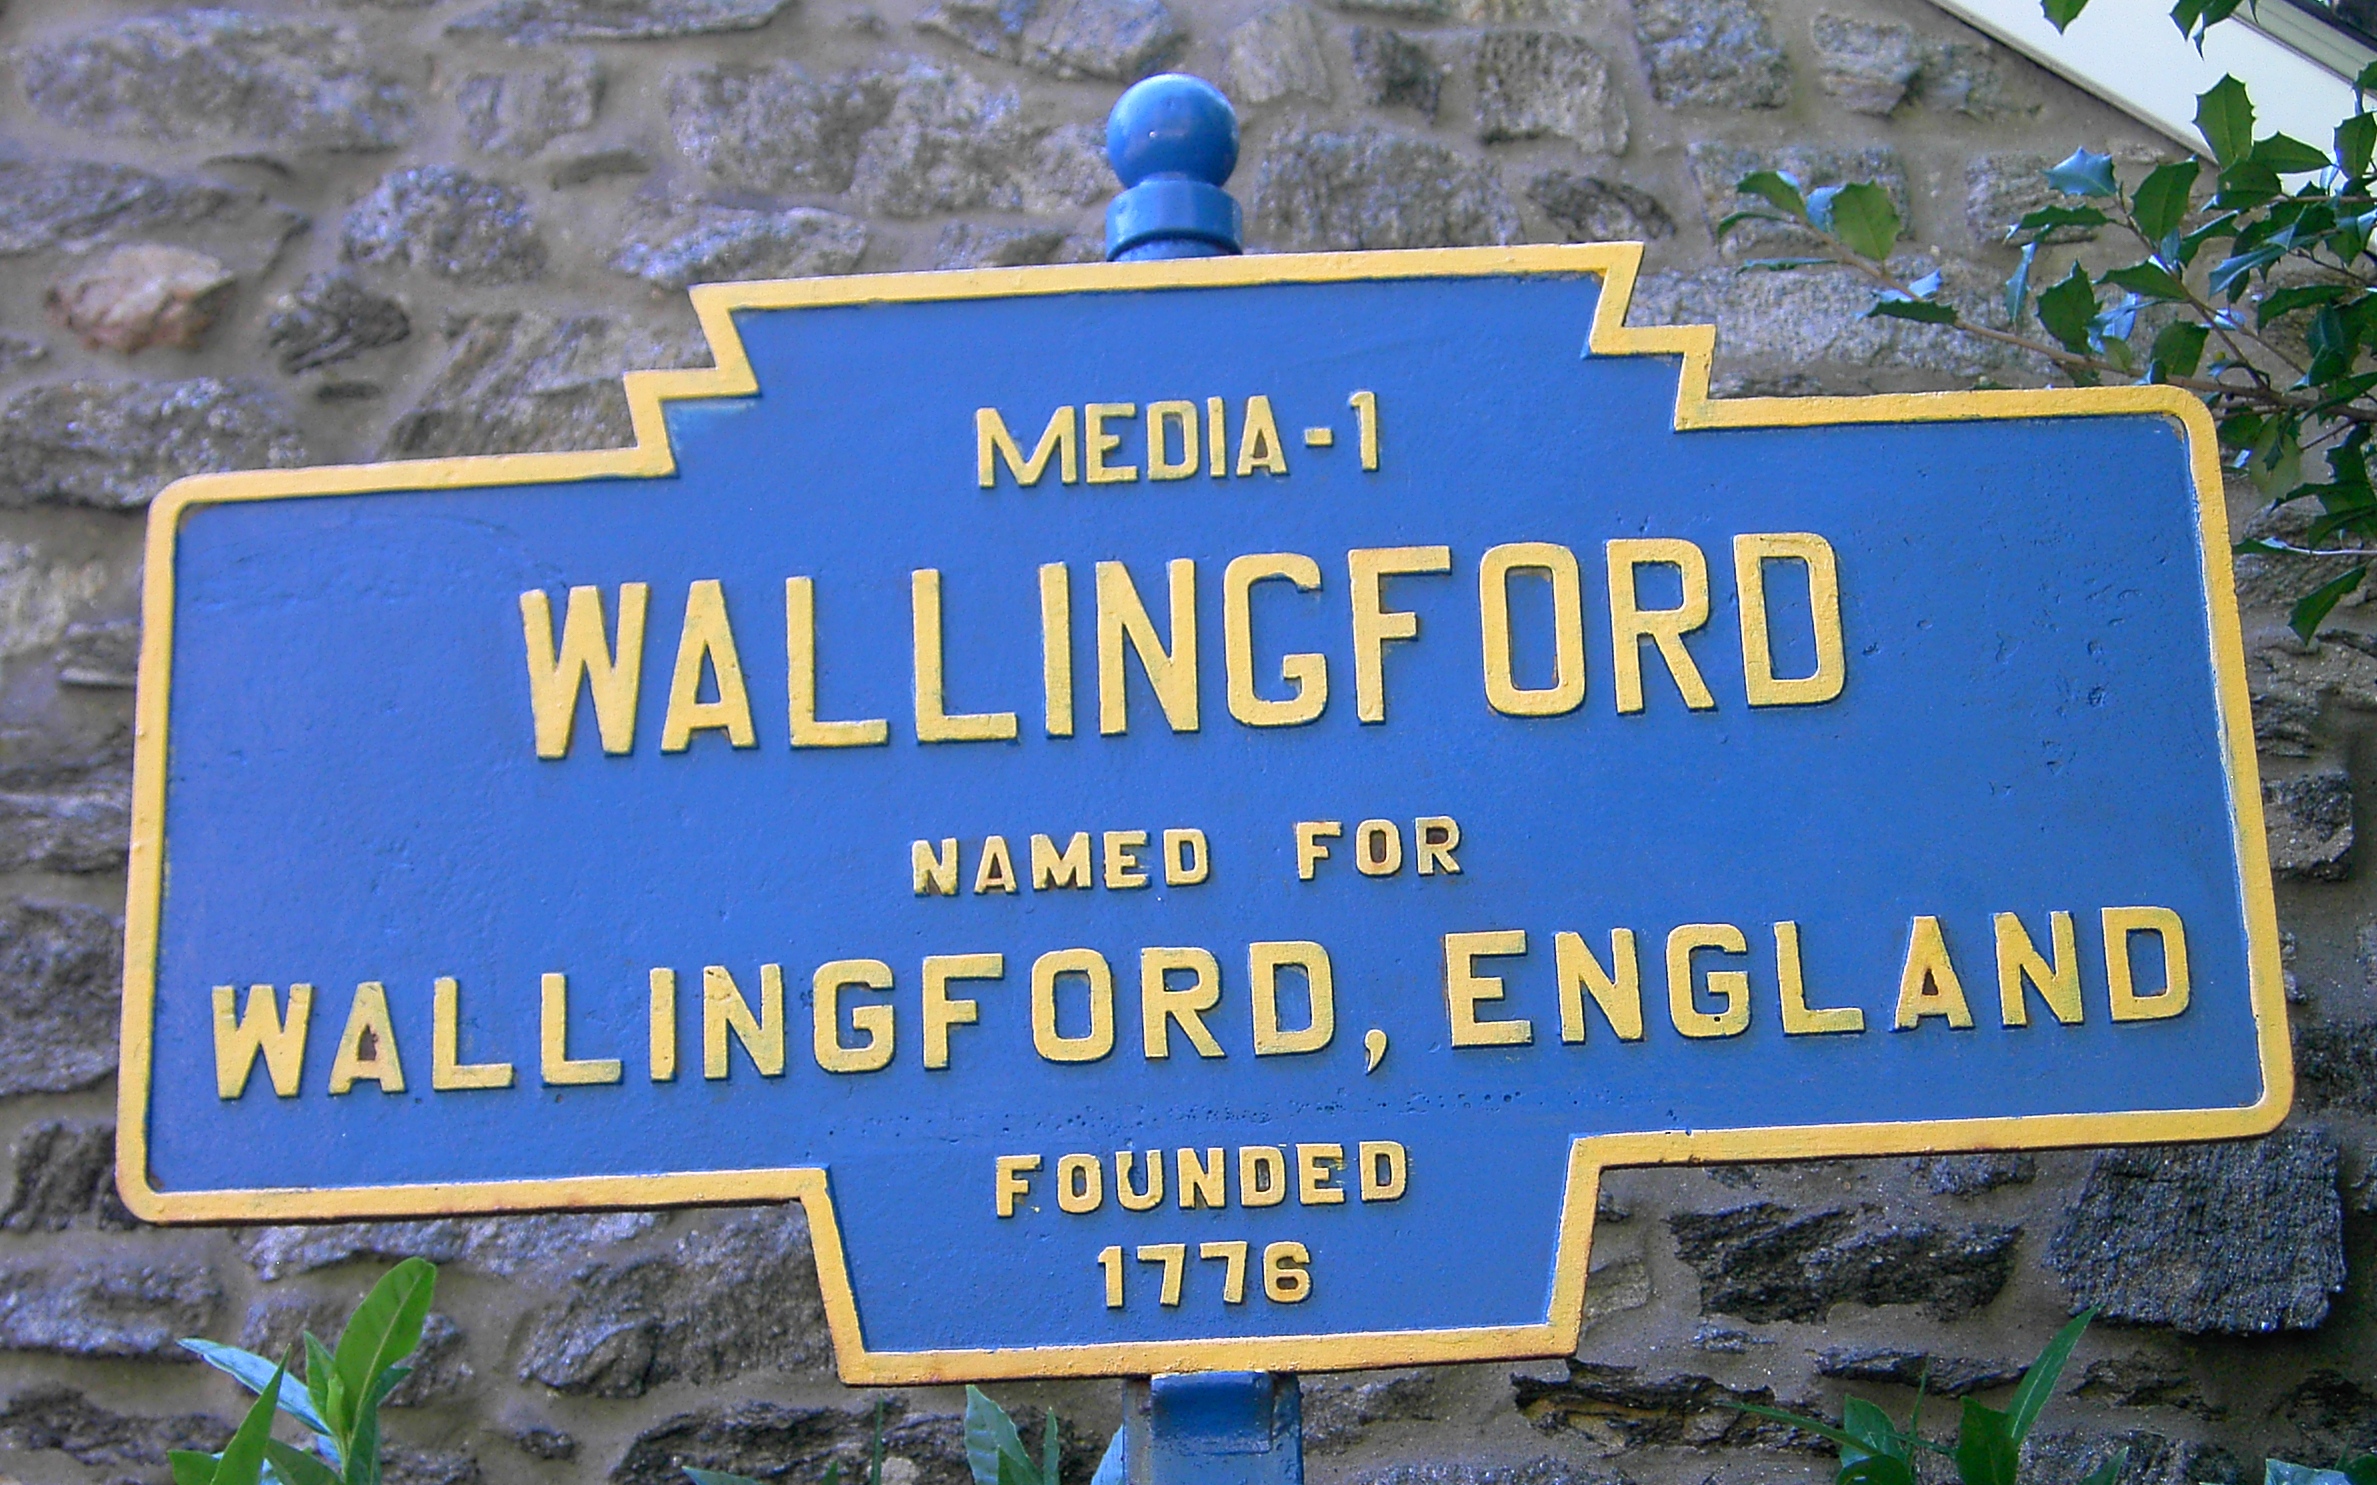 MEDIA-1
WALLINGFORD
NAMED FOR
WALLINGFORD, ENGLAND
FOUNDED
1776